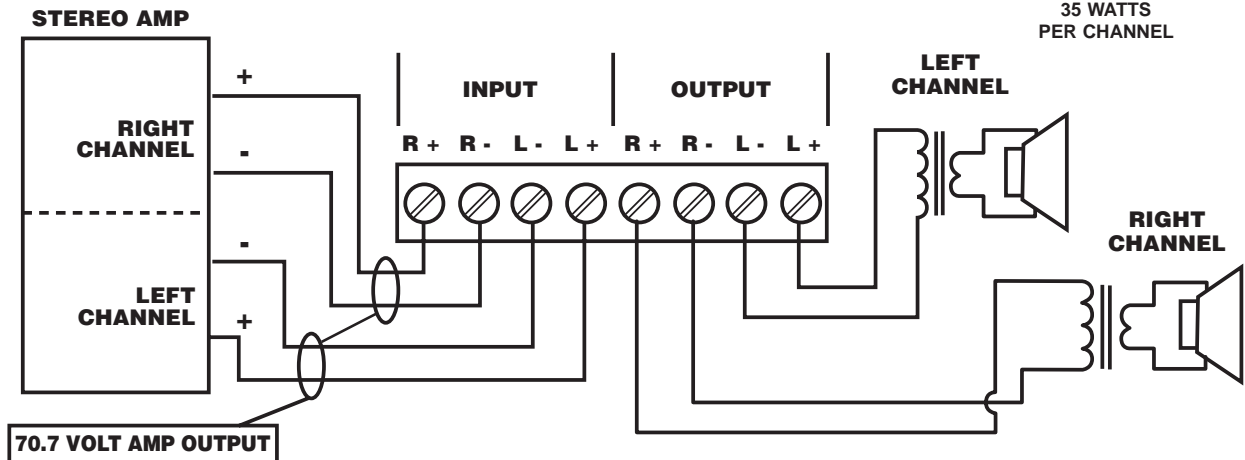 35 WATTS
PER CHANNEL
STEREO AMP
+
RIGHT
CHANNEL
-
-
LEFT
CHANNEL
+
70.7 VOLT AMP OUTPUT
INPUT
OUTPUT
R + R - L - L + R + R - L - L +
LEFT
CHANNEL
RIGHT
CHANNEL